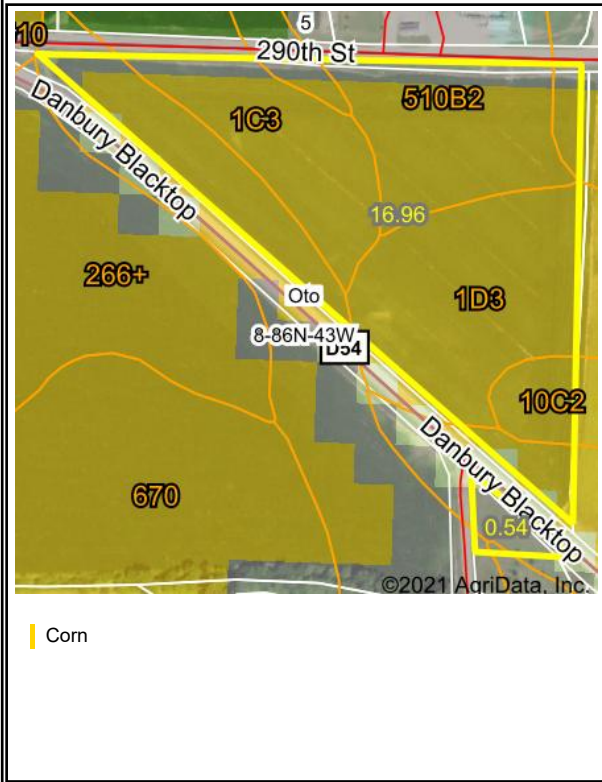 5
510
290th St
510B2
1C3
Danbury Blacktop
16.96
266+
Oto
1D3
8-86N-43W
D54
10C2
Danbury Blacktop
670
0.54
©2021 AgriData, Inc.
Corn